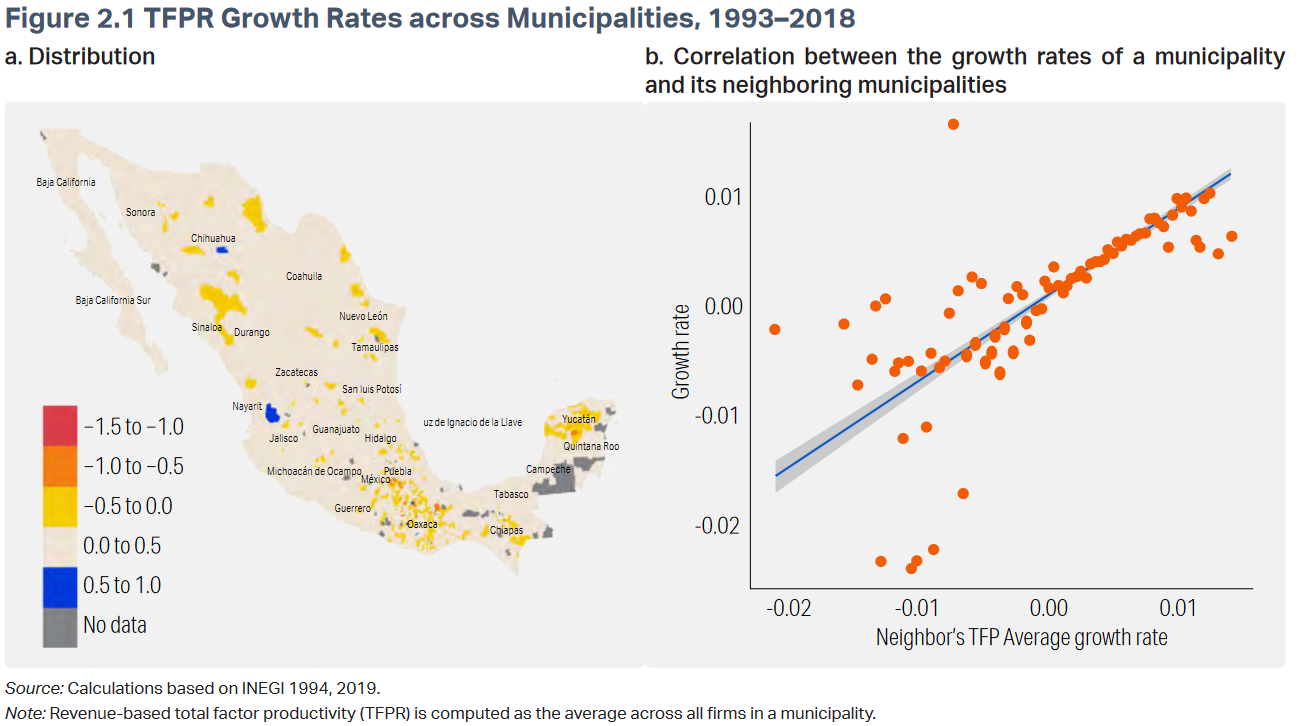 Figure 2.1 TFPR Growth Rates across Municipalities, 1993–2018
a. Distribution
b. Correlation between the growth rates of a municipality
and its neighboring municipalities
Baja California
Sonora
Chihuahua
Coahuila
Baja California Sur
Nuevo León
Sinaloa
Durango
Tamaulipas
Zacatecas
San luis Potosí
Nayarit
uz de Ignacio de la Llave
Yucatán
Guanajuato
Jalisco
Hidalgo
Quintana Roo
Michoacán de Ocampo
Puebla
Campeche
México
Tabasco
Guerrero
Oaxaca
Chiapas
−1.5 to −1.0
−1.0 to −0.5
−0.5 to 0.0
0.0 to 0.5
0.5 to 1.0
No data
Growth rate
0.01
0.00
-0.01
-0.02
-0.02 -0.01 0.00 0.01
Neighbor's TFP Average growth rate
Source: Calculations based on INEGI 1994, 2019.
Note: Revenue-based total factor productivity (TFPR) is computed as the average across all firms in a municipality.